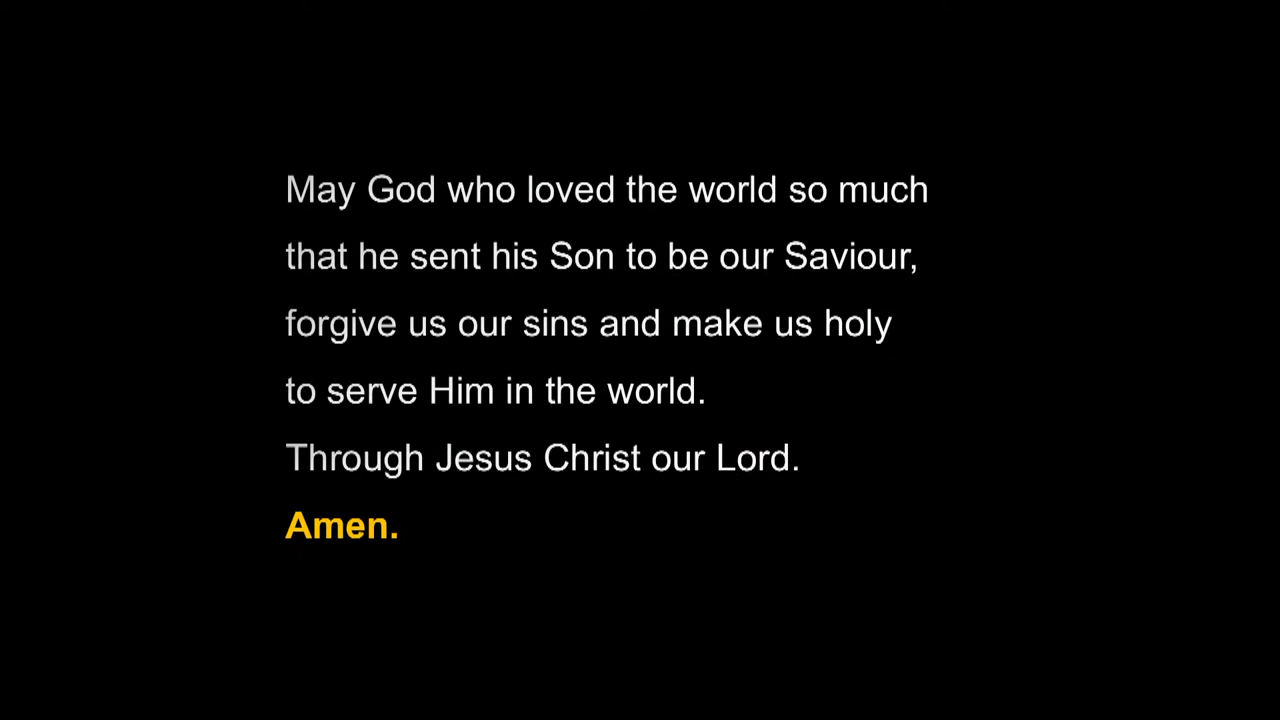 May God who loved the world so much
that he sent his Son to be our Saviour,
forgive us our sins and make us holy
to serve Him in the world.
Through Jesus Christ our Lord.
Amen.